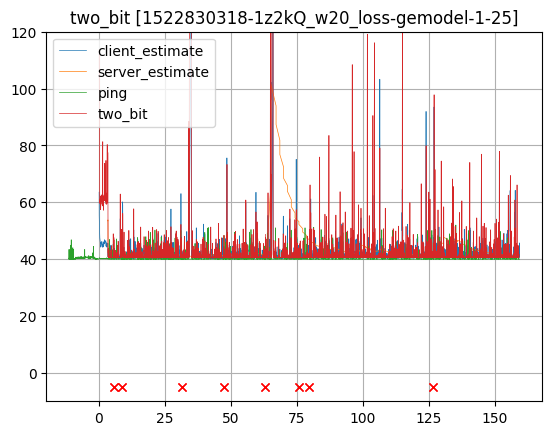 two_bit [1522830318-1z2kQ_w20_loss-gemodel-1-25]
120
100
80
60
40
20
0
client_estimate
server_estimate
ping
two_bit
0
25
50
75
100
125
150